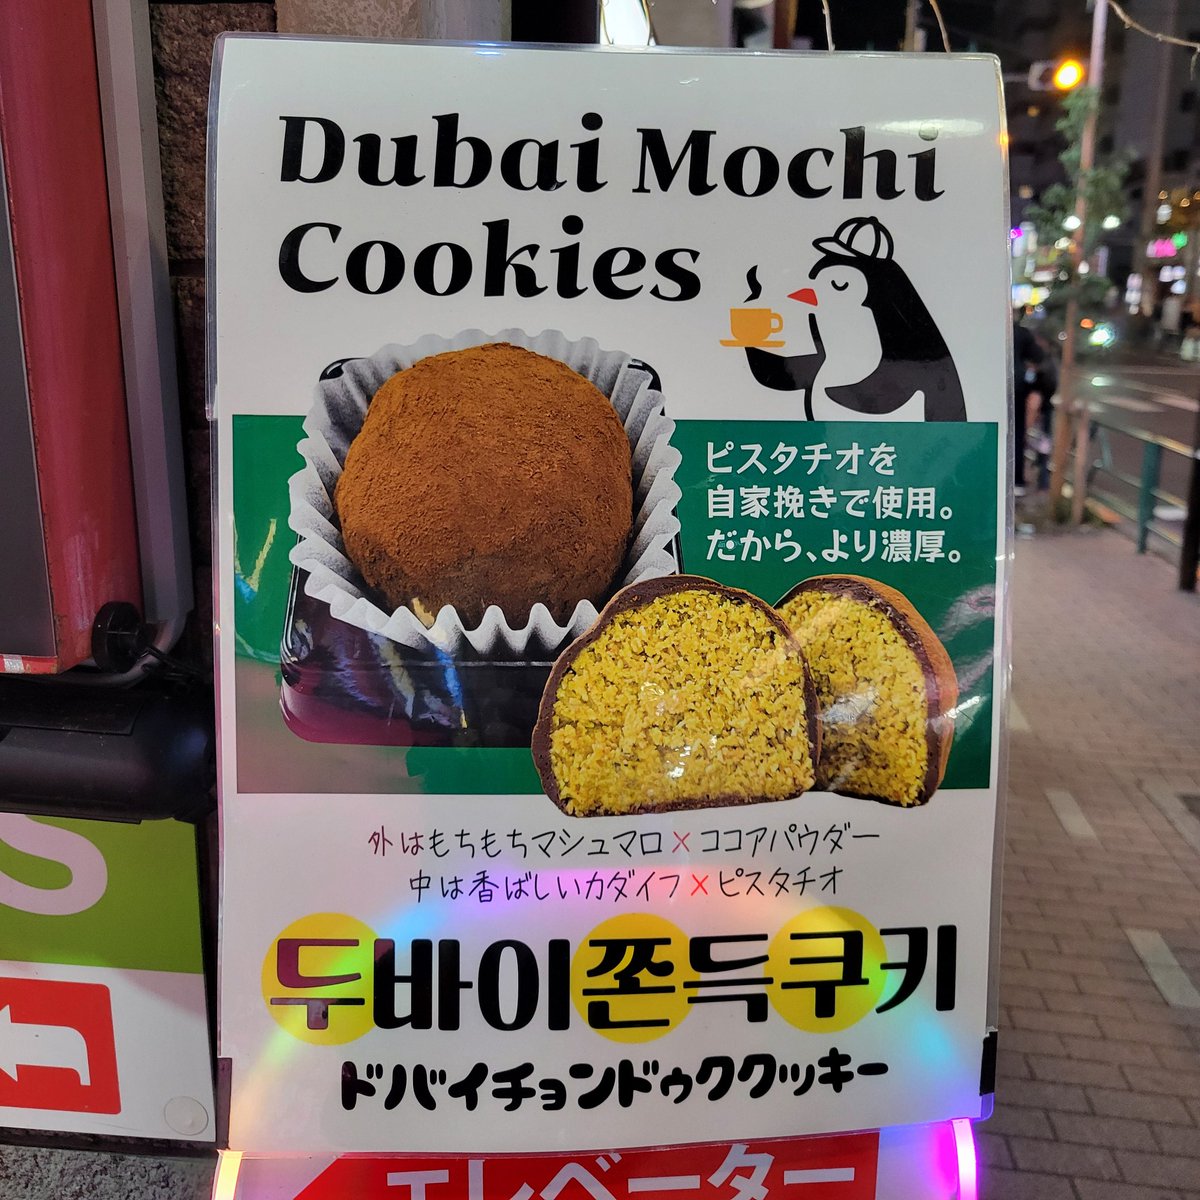 Dubai Mochi
Cookies
ピスタチオを
自家挽きで使用。
だから、より濃厚。
外はもちもちマシュマロ×ココアパウダー
中は香ばしいカダイフ×ピスタチオ
두바이쫀득쿠키
ドバイチョンドゥククッキー
エレベーター
S